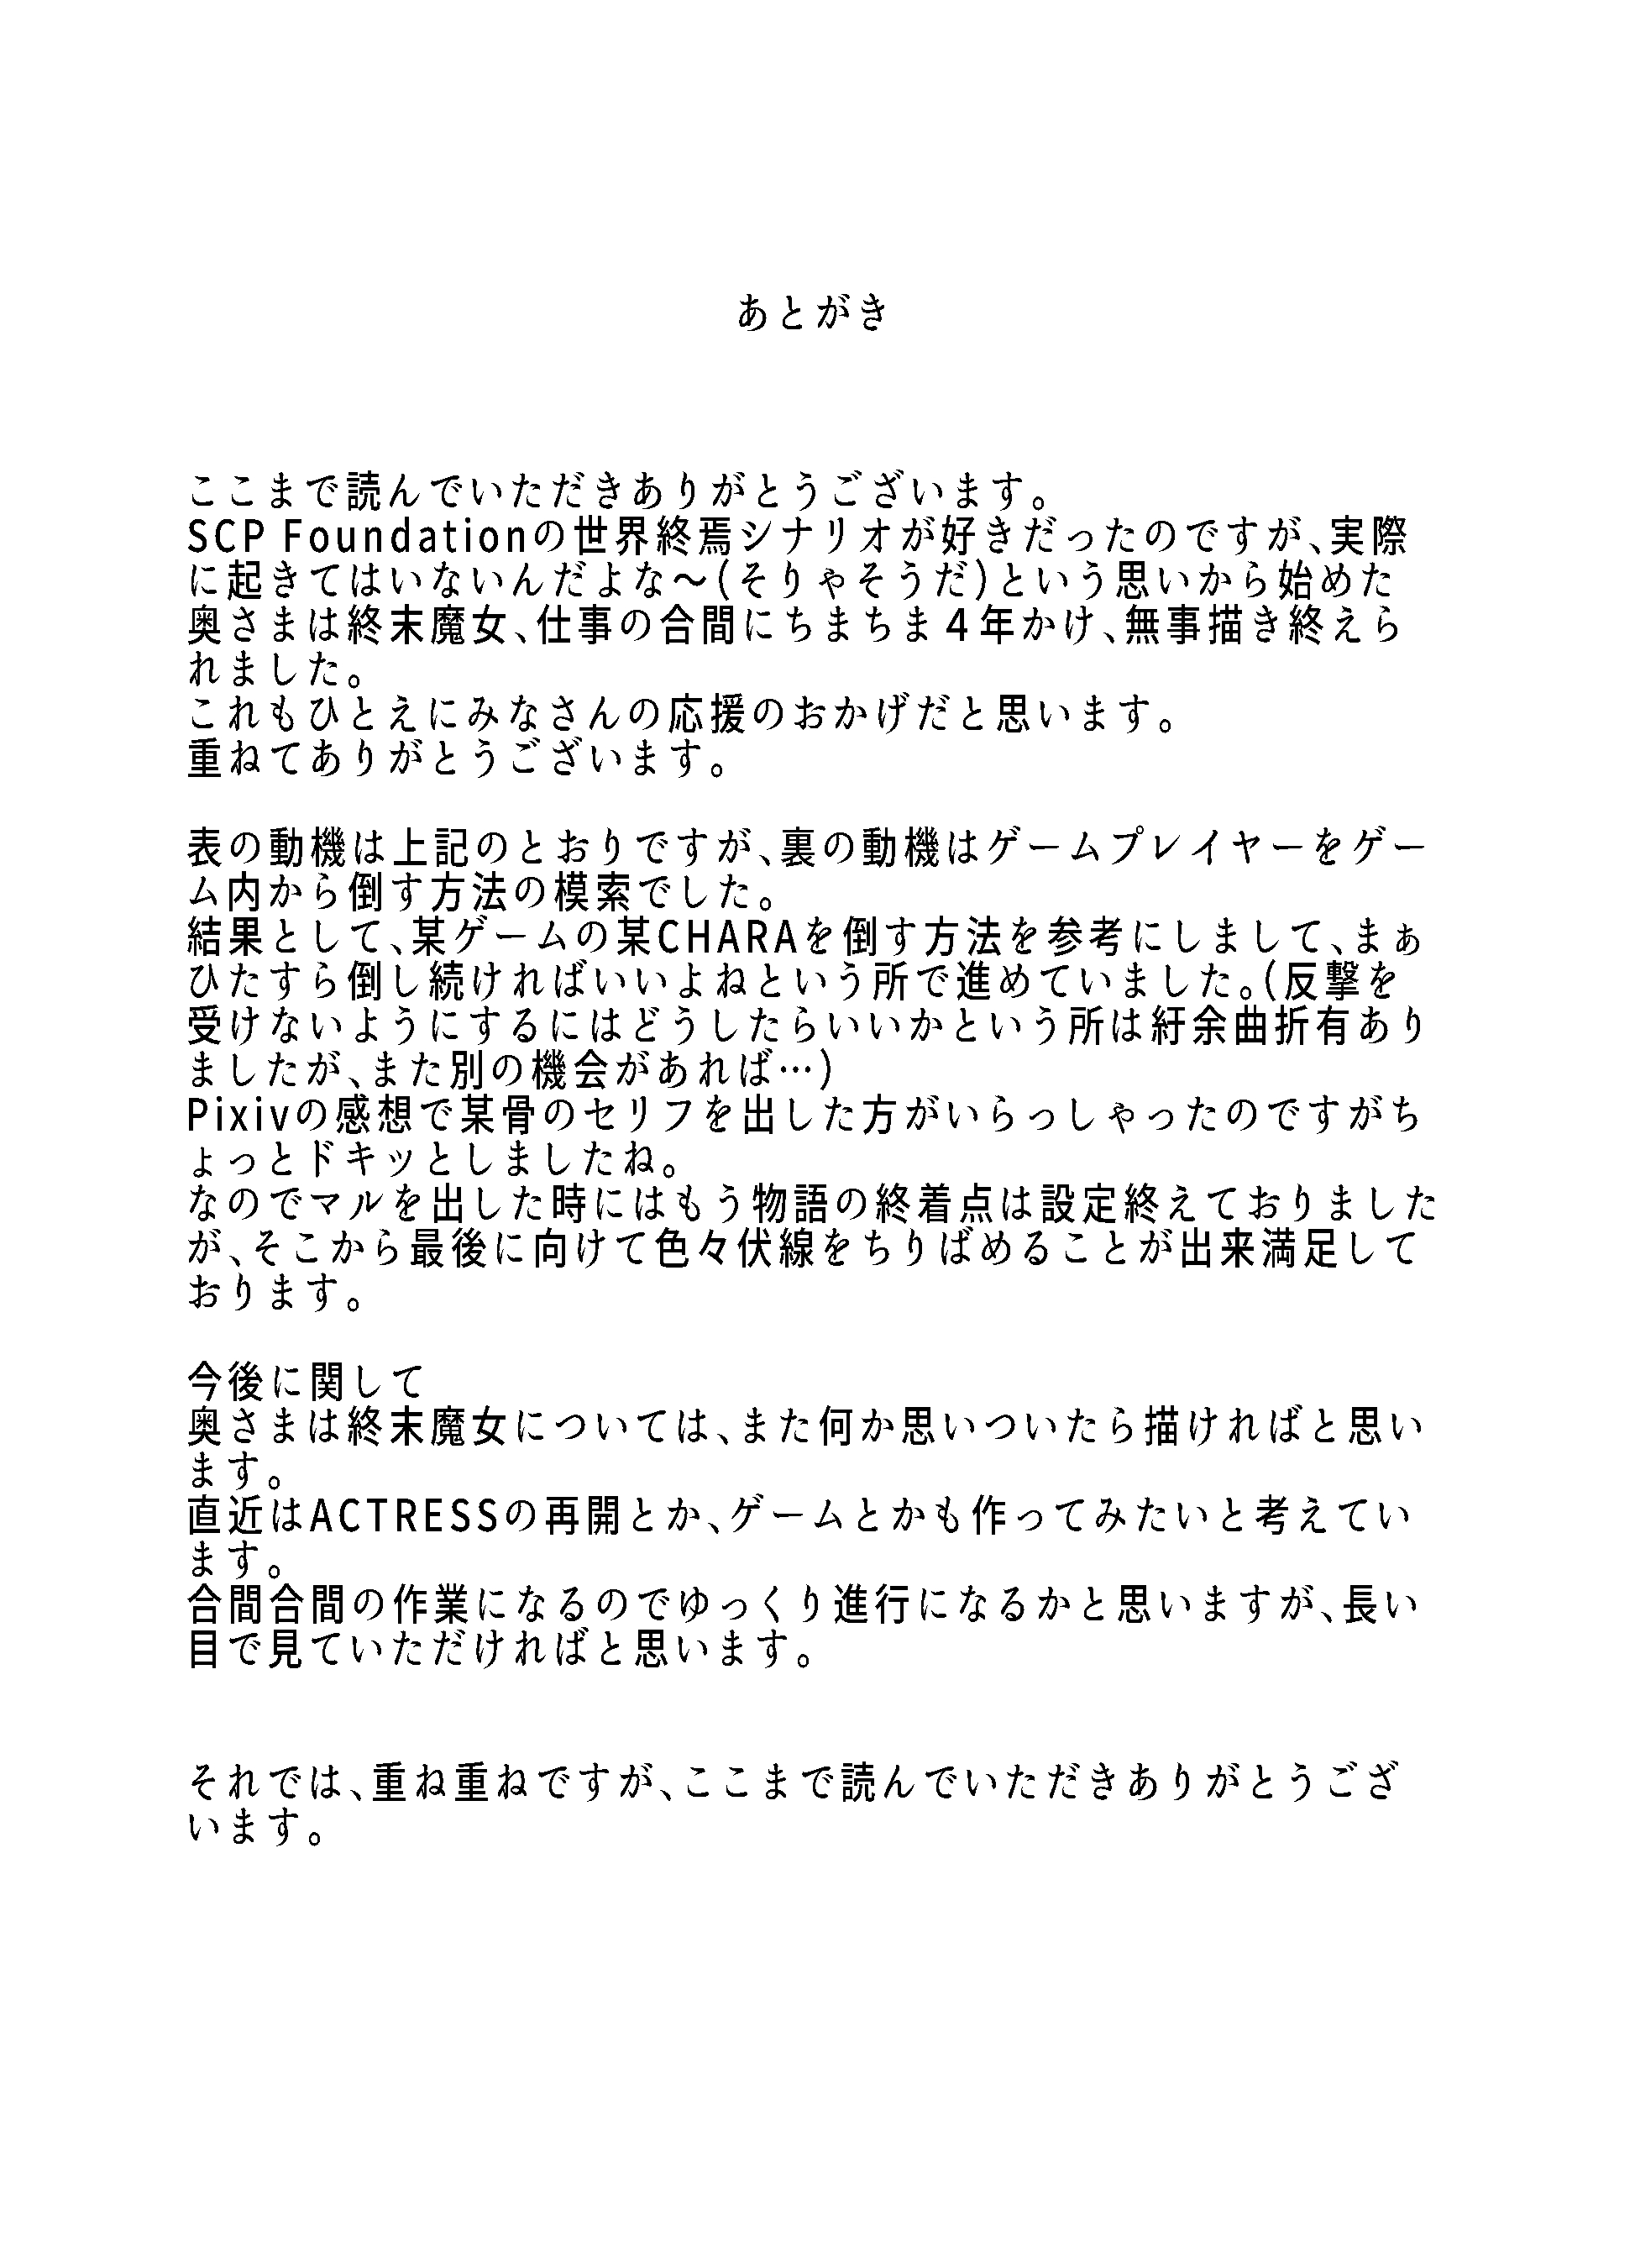 あとがき
ここまで読んでいただきありがとうございます。
SCP Foundationの世界終焉シナリオが好きだったのですが、実際
に起きてはいないんだよな～(そりゃそうだ)という思いから始めた
奥さまは終末魔女、仕事の合間にちまちま４年かけ、無事描き終えら
れました。
これもひとえにみなさんの応援のおかげだと思います。
重ねてありがとうございます。
表の動機は上記のとおりですが、裏の動機はゲームプレイヤーをゲー
ム内から倒す方法の模索でした。
結果として、某ゲームの某CHARAを倒す方法を参考にしまして、まぁ
ひたすら倒し続ければいいよねという所で進めていました。(反撃を
受けないようにするにはどうしたらいいかという所は紆余曲折有あり
ましたが、また別の機会があれば…)
Pixivの感想で某骨のセリフを出した方がいらっしゃったのですがち
ょっとドキッとしましたね。
なのでマルを出した時にはもう物語の終着点は設定終えておりました
が、そこから最後に向けて色々伏線をちりばめることが出来満足して
おります。
今後に関して
奥さまは終末魔女については、また何か思いついたら描ければと思い
ます。
直近はACTRESSの再開とか、ゲームとかも作ってみたいと考えてい
ます。
合間合間の作業になるのでゆっくり進行になるかと思いますが、長い
目で見ていただければと思います。
それでは、重ね重ねですが、ここまで読んでいただきありがとうござ
います。